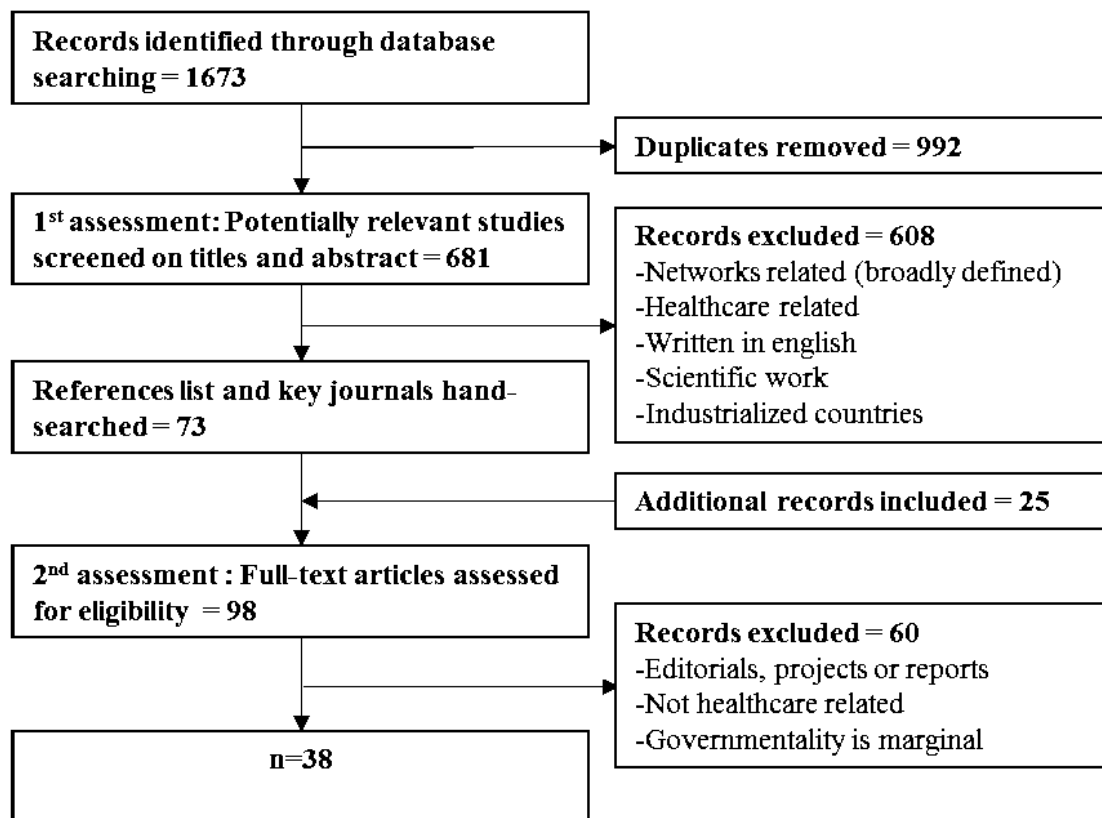 Records identified through database
searching = 1673
Duplicates removed = 992
1st assessment: Potentially relevant studies
screened on titles and abstract = 681
Records excluded = 608
-Networks related (broadly defined)
-Healthcare related
-Written in english
-Scientific work
-Industrialized countries
References list and key journals hand-
searched = 73
Additional records included = 25
2nd assessment : Full-text articles assessed
for eligibility = 98
Records excluded = 60
-Editorials, projects or reports
-Not healthcare related
-Governmentality is marginal
n=38